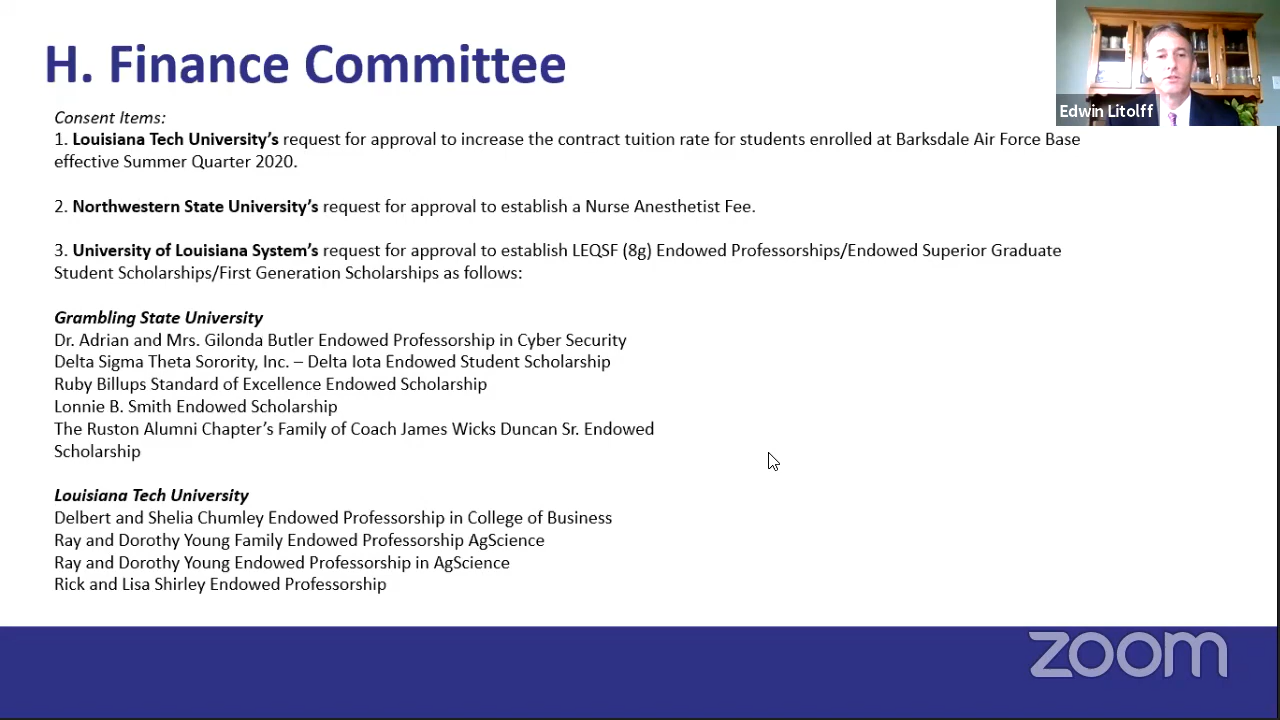 H. Finance Committee
Edwin Litolff
Consent Items:
1. Louisiana Tech University’s request for approval to increase the contract tuition rate for students enrolled at Barksdale Air Force Base
effective Summer Quarter 2020.
2. Northwestern State University’s request for approval to establish a Nurse Anesthetist Fee.
3. University of Louisiana System’s request for approval to establish LEQSF (8g) Endowed Professorships/Endowed Superior Graduate
Student Scholarships/First Generation Scholarships as follows:
Grambling State University
Dr. Adrian and Mrs. Gilonda Butler Endowed Professorship in Cyber Security
Delta Sigma Theta Sorority, Inc. – Delta Iota Endowed Student Scholarship
Ruby Billups Standard of Excellence Endowed Scholarship
Lonnie B. Smith Endowed Scholarship
The Ruston Alumni Chapter’s Family of Coach James Wicks Duncan Sr. Endowed
Scholarship
Louisiana Tech University
Delbert and Shelia Chumley Endowed Professorship in College of Business
Ray and Dorothy Young Family Endowed Professorship AgScience
Ray and Dorothy Young Endowed Professorship in AgScience
Rick and Lisa Shirley Endowed Professorship
zoom